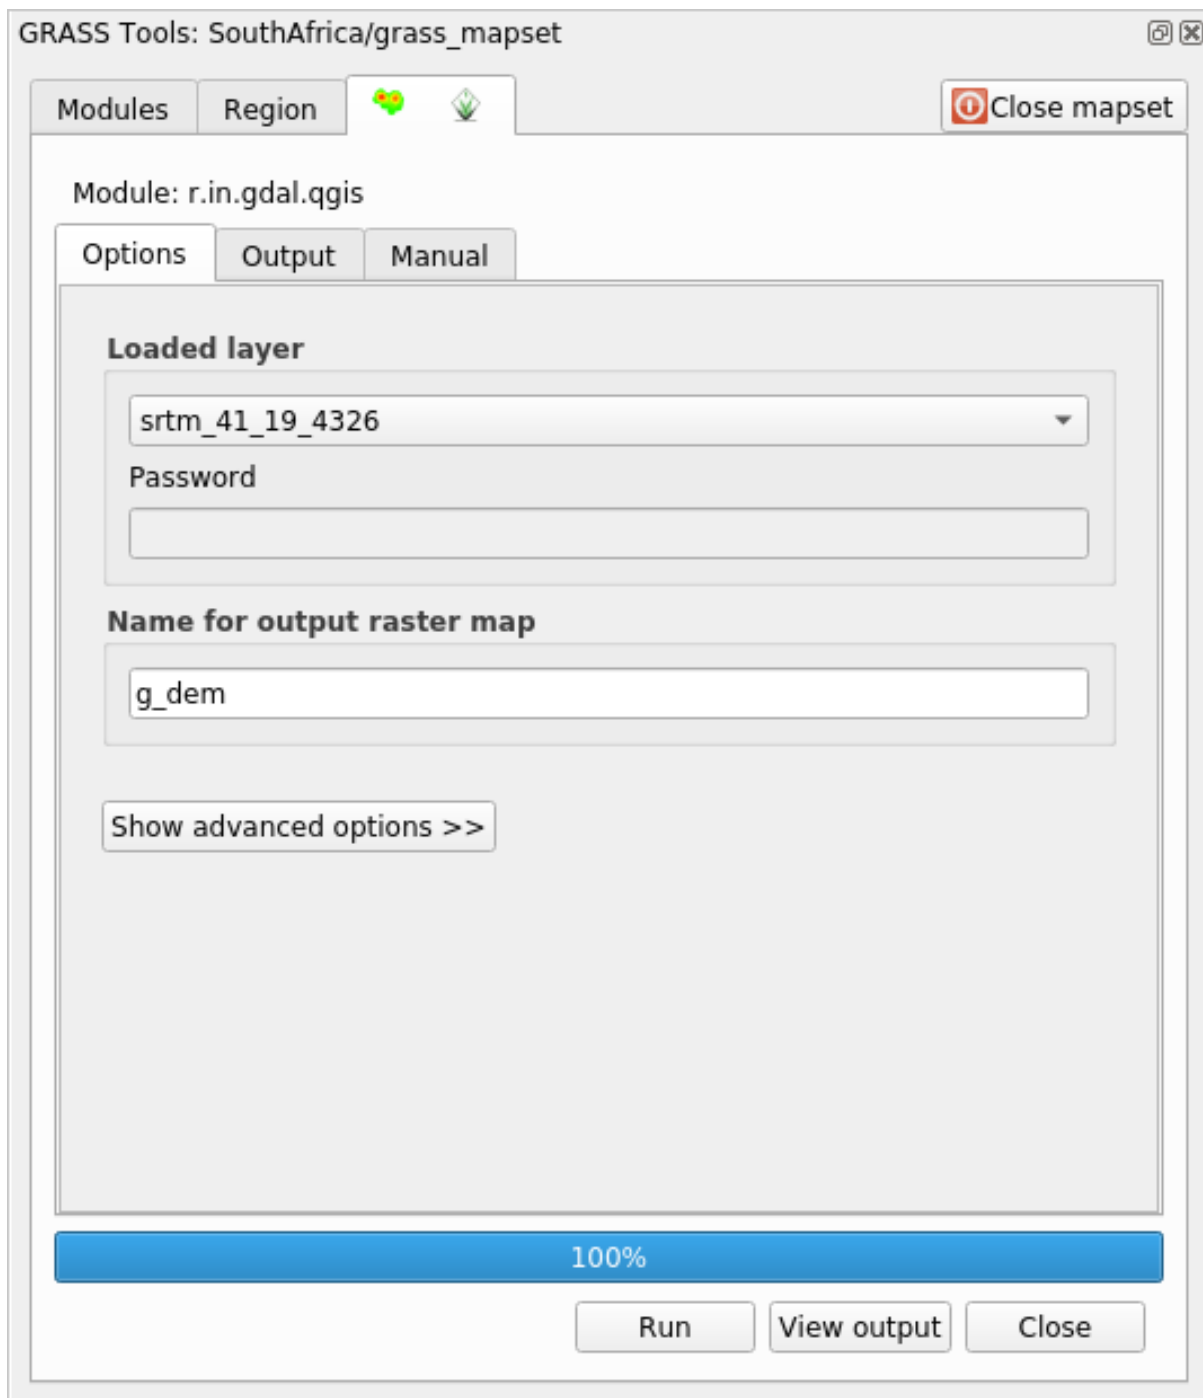 GRASS Tools: SouthAfrica/grass_mapset
Modules Region Close mapset
Module: r.in.gdal.qgis
Options Output Manual
Loaded layer
srtm_41_19_4326
Password
Name for output raster map
g_dem
Show advanced options >>
100%
Run View output Close